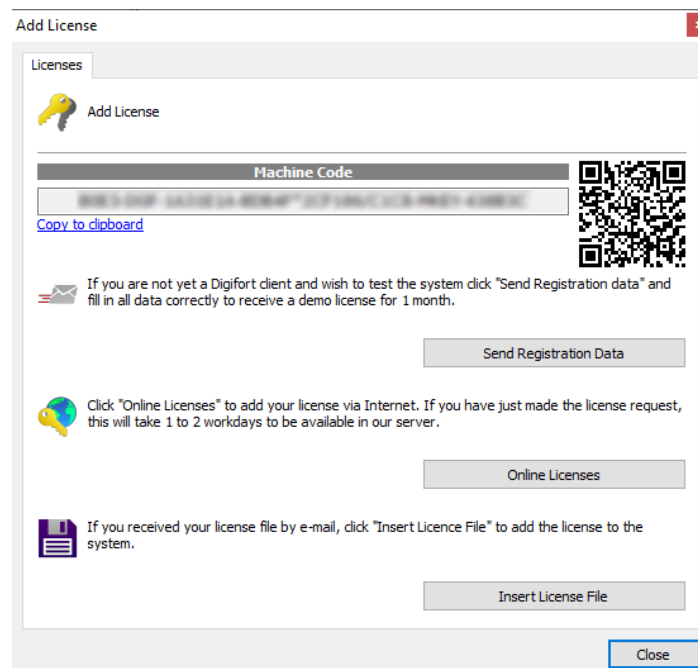 Add License
Licenses
Add License
Machine Code
Copy to clipboard
If you are not yet a Digifort client and wish to test the system click "Send Registration data" and
fill in all data correctly to receive a demo license for 1 month.
Send Registration Data
Click "Online Licenses" to add your license via Internet. If you have just made the license request,
this will take 1 to 2 workdays to be available in our server.
Online Licenses
If you received your license file by e-mail, click "Insert Licence File" to add the license to the
system.
Insert License File
Close